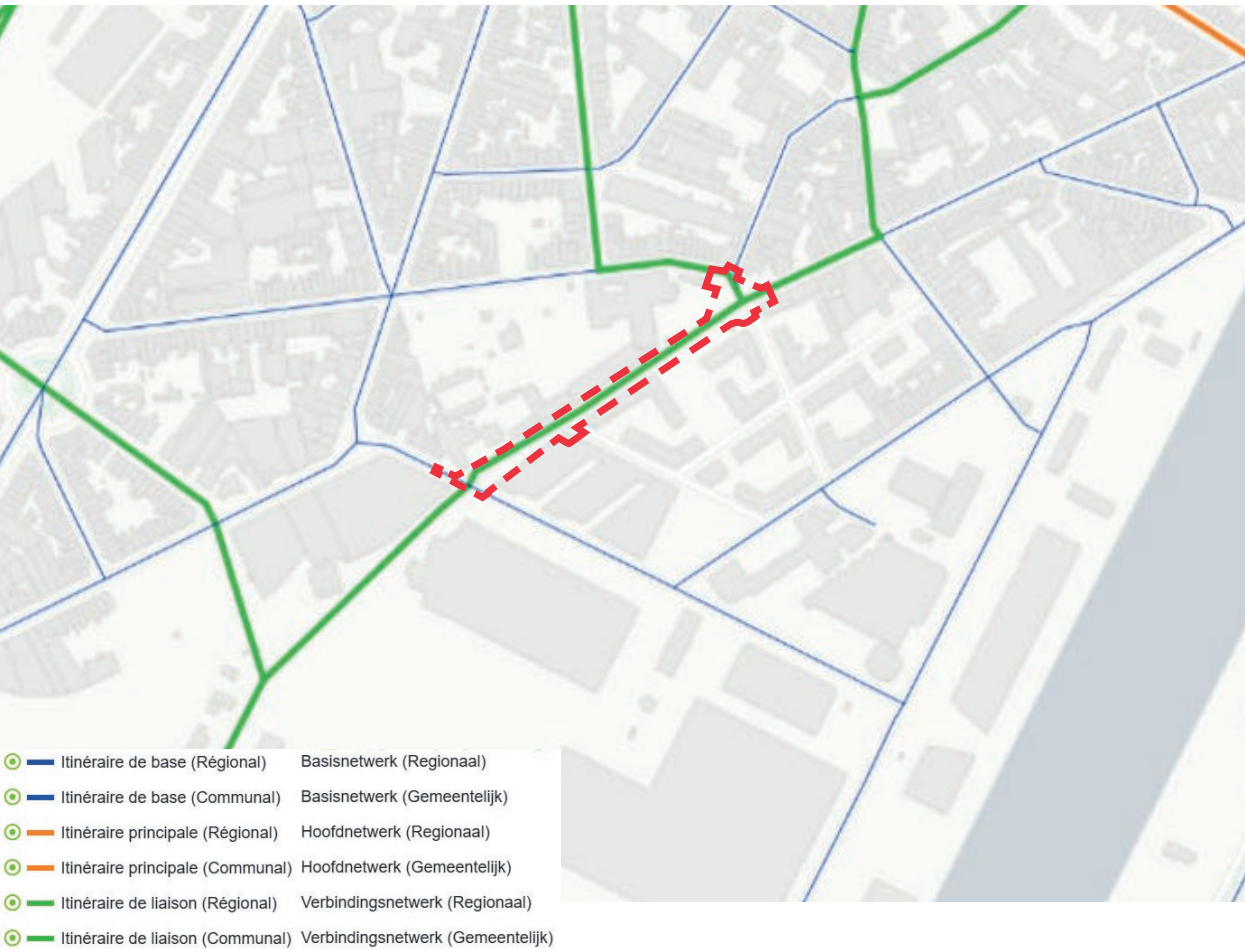 Itinéraire de base (Régional) Basisnetwerk (Regionaal)
Itinéraire de base (Communal) Basisnetwerk (Gemeentelijk)
Itinéraire principale (Régional) Hoofdnetwerk (Regionaal)
Itinéraire principale (Communal) Hoofdnetwerk (Gemeentelijk)
Itinéraire de liaison (Régional) Verbindingsnetwerk (Regionaal)
Itinéraire de liaison (Communal) Verbindingsnetwerk (Gemeentelijk)